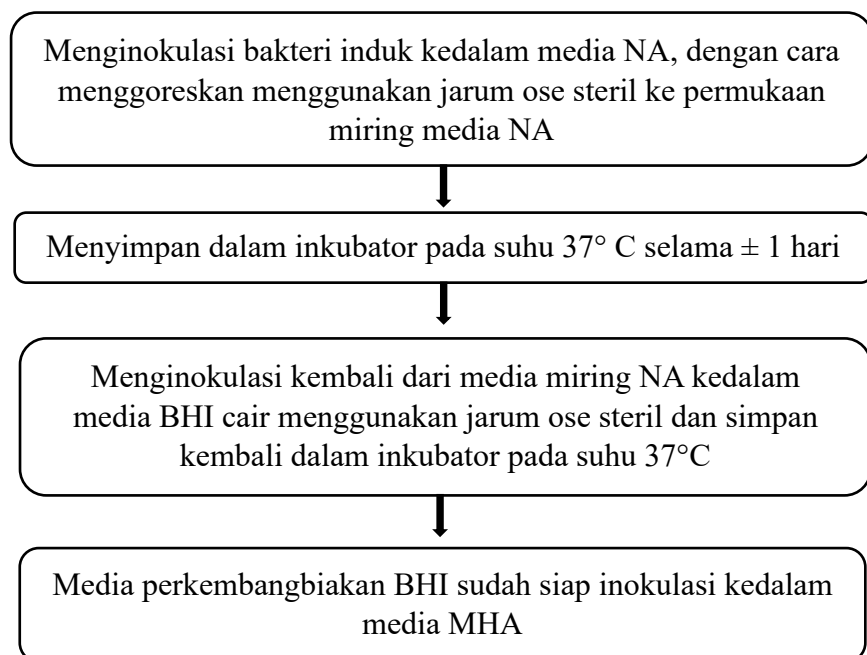 Menginokulasi bakteri induk kedalam media NA, dengan cara
menggoreskan menggunakan jarum ose steril ke permukaan
miring media NA
Menyimpan dalam inkubator pada suhu 37° C selama ± 1 hari
Menginokulasi kembali dari media miring NA kedalam
media BHI cair menggunakan jarum ose steril dan simpan
kembali dalam inkubator pada suhu 37°C
Media perkembangbiakan BHI sudah siap inokulasi kedalam
media MHA